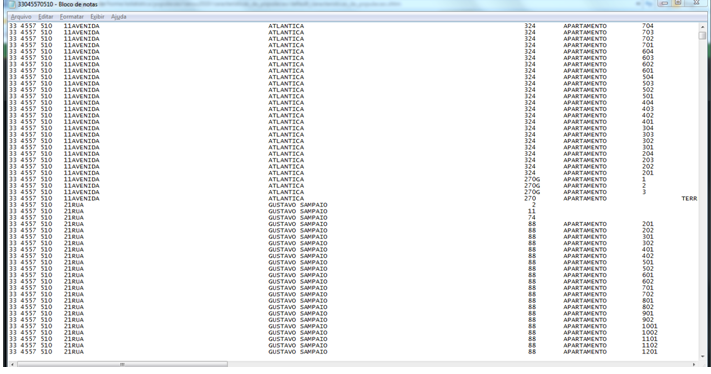 33045570510 - Bloco de notas
Arquivo Editar Formatar Exibir Ajuda
33 4557 510 11AVENIDA ATLANTICA 324 APARTAMENTO 704
33 4557 510 11AVENIDA ATLANTICA 324 APARTAMENTO 703
33 4557 510 11AVENIDA ATLANTICA 324 APARTAMENTO 702
33 4557 510 11AVENIDA ATLANTICA 324 APARTAMENTO 701
33 4557 510 11AVENIDA ATLANTICA 324 APARTAMENTO 604
33 4557 510 11AVENIDA ATLANTICA 324 APARTAMENTO 603
33 4557 510 11AVENIDA ATLANTICA 324 APARTAMENTO 602
33 4557 510 11AVENIDA ATLANTICA 324 APARTAMENTO 601
33 4557 510 11AVENIDA ATLANTICA 324 APARTAMENTO 504
33 4557 510 11AVENIDA ATLANTICA 324 APARTAMENTO 503
33 4557 510 11AVENIDA ATLANTICA 324 APARTAMENTO 502
33 4557 510 11AVENIDA ATLANTICA 324 APARTAMENTO 501
33 4557 510 11AVENIDA ATLANTICA 324 APARTAMENTO 404
33 4557 510 11AVENIDA ATLANTICA 324 APARTAMENTO 403
33 4557 510 11AVENIDA ATLANTICA 324 APARTAMENTO 402
33 4557 510 11AVENIDA ATLANTICA 324 APARTAMENTO 401
33 4557 510 11AVENIDA ATLANTICA 324 APARTAMENTO 304
33 4557 510 11AVENIDA ATLANTICA 324 APARTAMENTO 303
33 4557 510 11AVENIDA ATLANTICA 324 APARTAMENTO 302
33 4557 510 11AVENIDA ATLANTICA 324 APARTAMENTO 301
33 4557 510 11AVENIDA ATLANTICA 324 APARTAMENTO 204
33 4557 510 11AVENIDA ATLANTICA 324 APARTAMENTO 203
33 4557 510 11AVENIDA ATLANTICA 324 APARTAMENTO 202
33 4557 510 11AVENIDA ATLANTICA 324 APARTAMENTO 201
33 4557 510 11AVENIDA ATLANTICA 270G APARTAMENTO 1
33 4557 510 11AVENIDA ATLANTICA 270G APARTAMENTO 2
33 4557 510 11AVENIDA ATLANTICA 270G APARTAMENTO 3
33 4557 510 11AVENIDA ATLANTICA 270 APARTAMENTO TERR
33 4557 510 21RUA GUSTAVO SAMPAIO 2
33 4557 510 21RUA GUSTAVO SAMPAIO 11
33 4557 510 21RUA GUSTAVO SAMPAIO 74
33 4557 510 21RUA GUSTAVO SAMPAIO 88 APARTAMENTO 201
33 4557 510 21RUA GUSTAVO SAMPAIO 88 APARTAMENTO 202
33 4557 510 21RUA GUSTAVO SAMPAIO 88 APARTAMENTO 301
33 4557 510 21RUA GUSTAVO SAMPAIO 88 APARTAMENTO 302
33 4557 510 21RUA GUSTAVO SAMPAIO 88 APARTAMENTO 401
33 4557 510 21RUA GUSTAVO SAMPAIO 88 APARTAMENTO 402
33 4557 510 21RUA GUSTAVO SAMPAIO 88 APARTAMENTO 501
33 4557 510 21RUA GUSTAVO SAMPAIO 88 APARTAMENTO 502
33 4557 510 21RUA GUSTAVO SAMPAIO 88 APARTAMENTO 601
33 4557 510 21RUA GUSTAVO SAMPAIO 88 APARTAMENTO 602
33 4557 510 21RUA GUSTAVO SAMPAIO 88 APARTAMENTO 701
33 4557 510 21RUA GUSTAVO SAMPAIO 88 APARTAMENTO 702
33 4557 510 21RUA GUSTAVO SAMPAIO 88 APARTAMENTO 801
33 4557 510 21RUA GUSTAVO SAMPAIO 88 APARTAMENTO 802
33 4557 510 21RUA GUSTAVO SAMPAIO 88 APARTAMENTO 901
33 4557 510 21RUA GUSTAVO SAMPAIO 88 APARTAMENTO 902
33 4557 510 21RUA GUSTAVO SAMPAIO 88 APARTAMENTO 1001
33 4557 510 21RUA GUSTAVO SAMPAIO 88 APARTAMENTO 1002
33 4557 510 21RUA GUSTAVO SAMPAIO 88 APARTAMENTO 1101
33 4557 510 21RUA GUSTAVO SAMPAIO 88 APARTAMENTO 1102
33 4557 510 21RUA GUSTAVO SAMPAIO 88 APARTAMENTO 1201